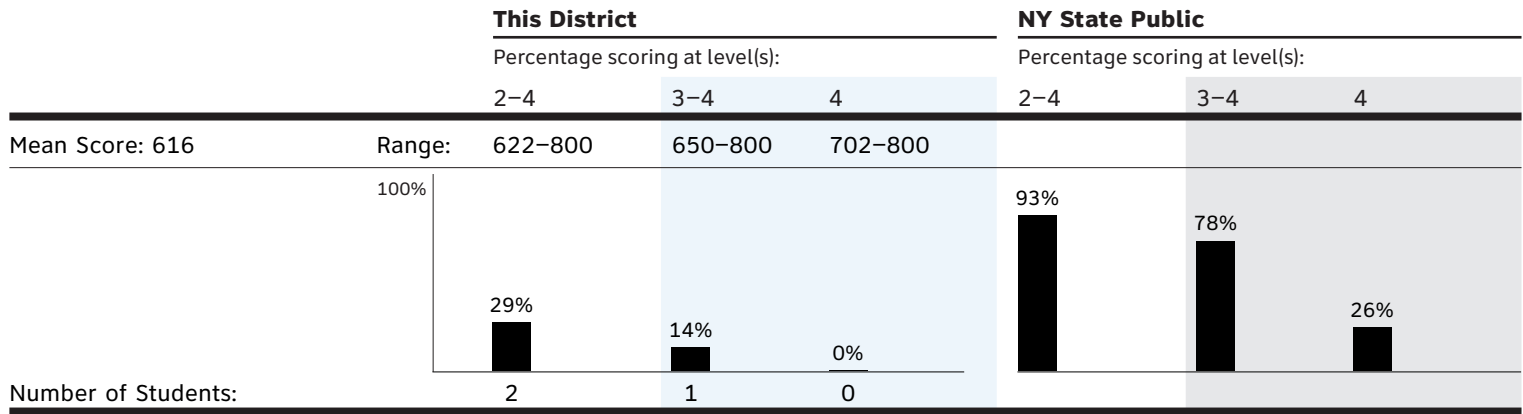 This District NY State Public
Percentage scoring at level(s): Percentage scoring at level(s):
2–4 3–4 4 2–4 3–4 4
Mean Score: 616 Range: 622–800 650–800 702–800
100%
93%
78%
29%
26%
14%
0%
Number of Students: 2 1 0